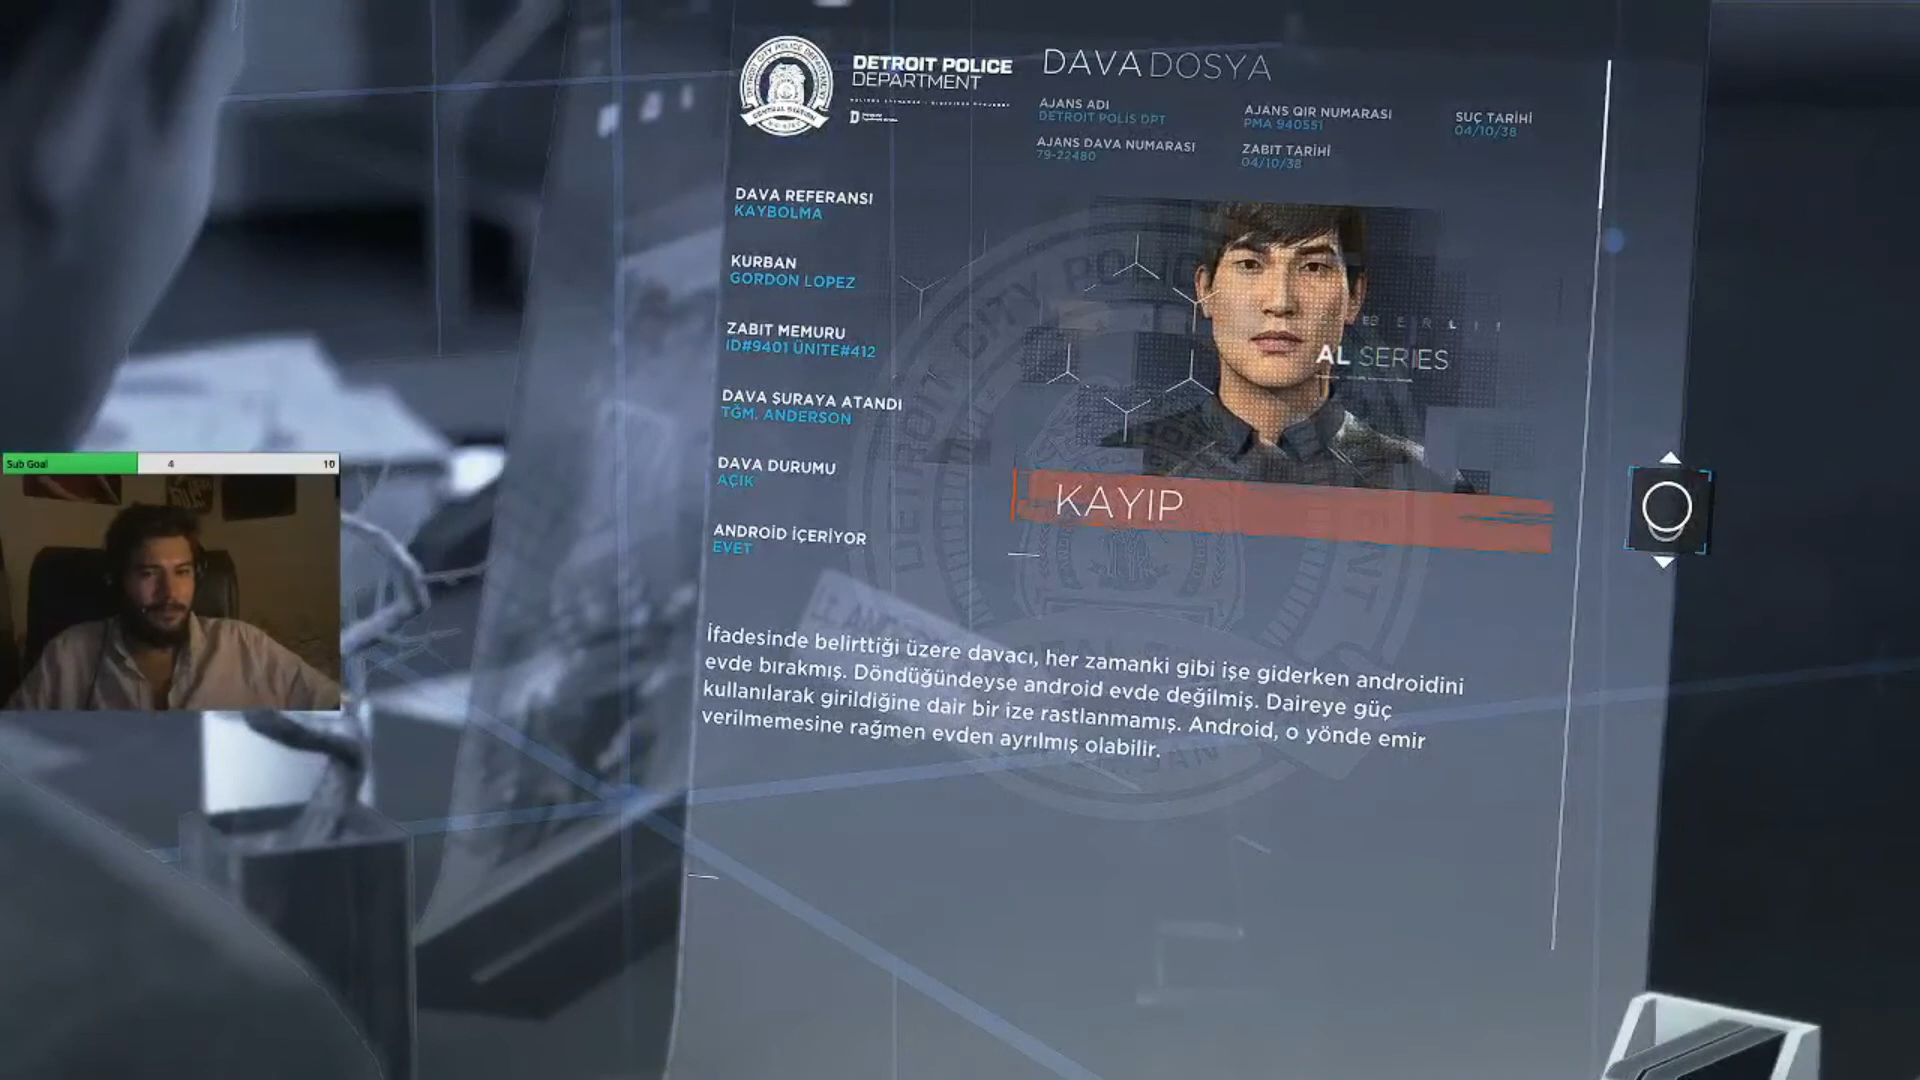 DETROIT POLICE
DEPARTMENT
DAVA DOSYA
AJANS ADI
DETROIT POLİS DPT
AJANS QIR NUMARASI
PMA 940551
SUÇ TARİHİ
04/10/38
AJANS DAVA NUMARASI
79-22480
ZABIT TARİHİ
04/10/38
DAVA REFERANSI
KAYBOLMA
KURBAN
GORDON LOPEZ
ZABIT MEMURU
ID#9401 ÜNITE#412
DAVA ŞURAYA ATANDI
TĞM. ANDERSON
DAVA DURUMU
AÇIK
ANDROİD İÇERİYOR
EVET
AL SERIES
KAYIP
Sub Goal 4 10
İfadesinde belirttiği üzere davacı, her zamanki gibi işe giderken androidini
evde bırakmış. Döndüğündeyse android evde değilmiş. Daireye güç
kullanılarak girildiğine dair bir ize rastlanmamış. Android, o yönde emir
verilmemesine rağmen evden ayrılmış olabilir.